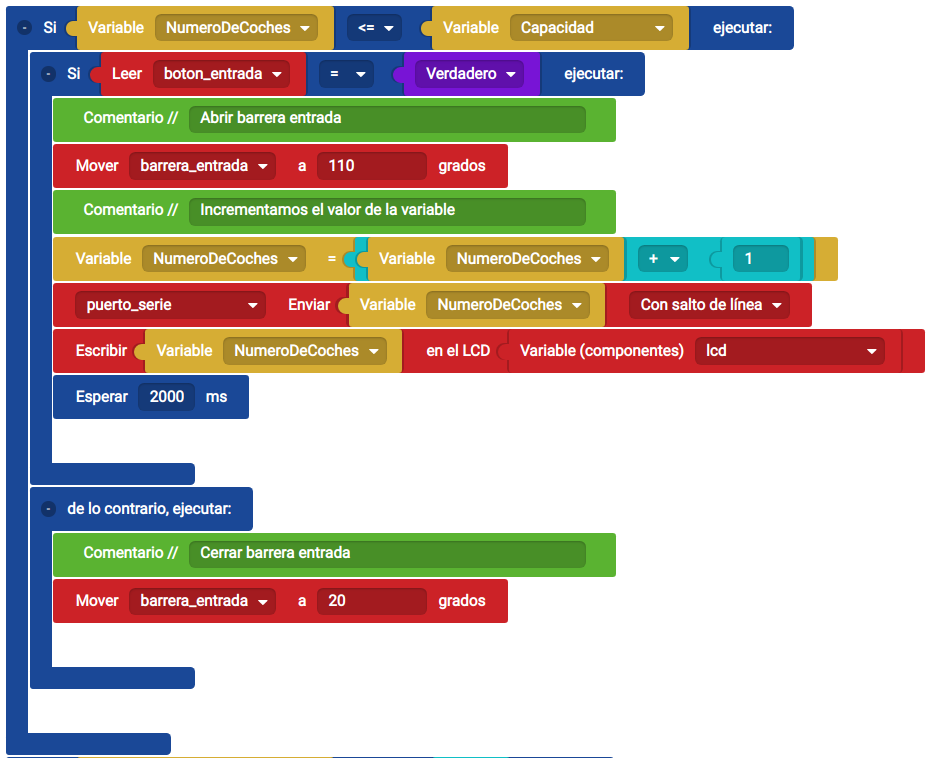 - Si Variable NumeroDeCoches <= Variable Capacidad ejecutar:
- Si Leer boton_entrada = Verdadero ejecutar:
Comentario // Abrir barrera entrada
Mover barrera_entrada a 110 grados
Comentario // Incrementamos el valor de la variable
Variable NumeroDeCoches = Variable NumeroDeCoches + 1
puerto_serie Enviar Variable NumeroDeCoches Con salto de línea
Escribir Variable NumeroDeCoches en el LCD Variable (componentes) lcd
Esperar 2000 ms
- de lo contrario, ejecutar:
Comentario // Cerrar barrera entrada
Mover barrera_entrada a 20 grados